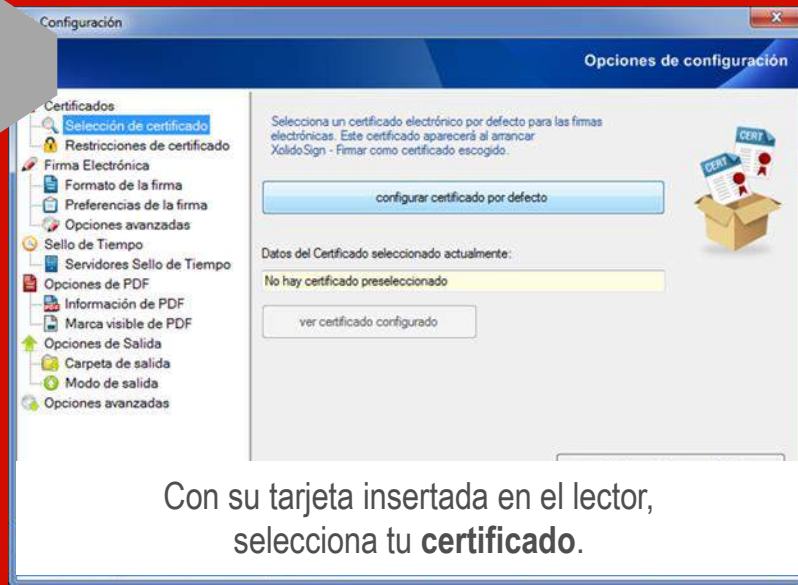 Configuración
Opciones de configuración
Certificados
Selección de certificado
Restricciones de certificado
Firma Electrónica
Formato de la firma
Preferencias de la firma
Opciones avanzadas
Sello de Tiempo
Servidores Sello de Tiempo
Opciones de PDF
Información de PDF
Marca visible de PDF
Opciones de Salida
Carpeta de salida
Modo de salida
Opciones avanzadas
Selecciona un certificado electrónico por defecto para las firmas
electrónicas. Este certificado aparecerá al arrancar
XolidoSign - Firmar como certificado escogido.
CERT
CERT
configurar certificado por defecto
Datos del Certificado seleccionado actualmente:
No hay certificado preseleccionado
ver certificado configurado
Con su tarjeta insertada en el lector,
selecciona tu certificado.